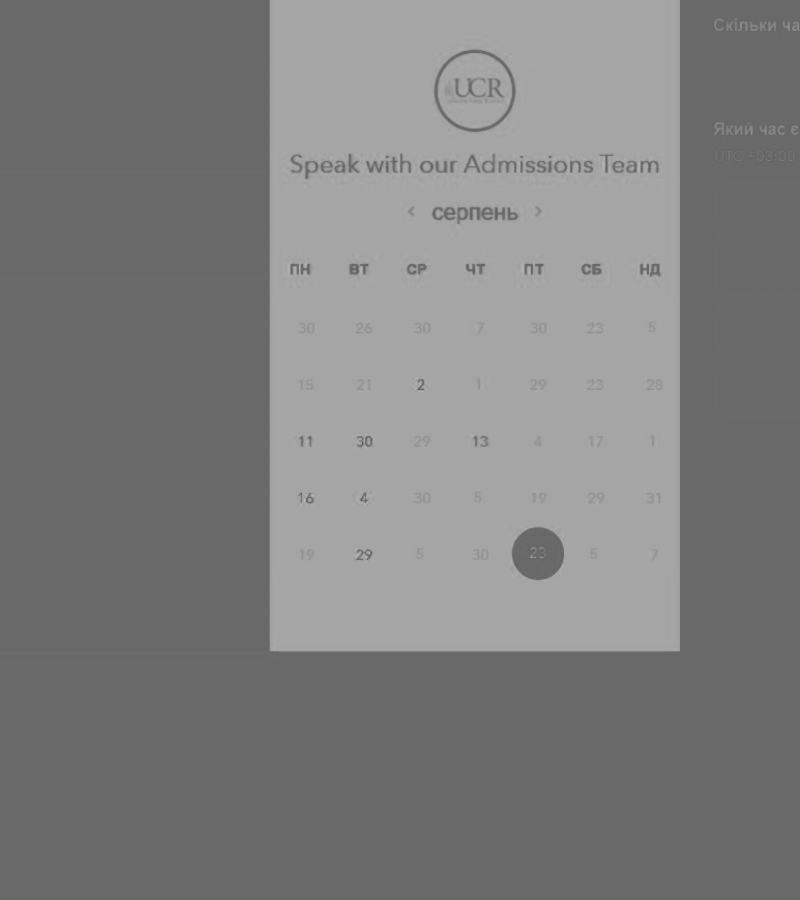 Скільки ча
UCR
Який час є
UTC +03:00
Speak with our Admissions Team
< серпень >
ПН ВТ СР ЧТ ПТ СБ НД
30 26 30 7 30 23 5
15 21 2 1 29 23 28
11 30 29 13 4 17 1
16 4 30 5 19 29 31
19 29 5 30 23 5 7